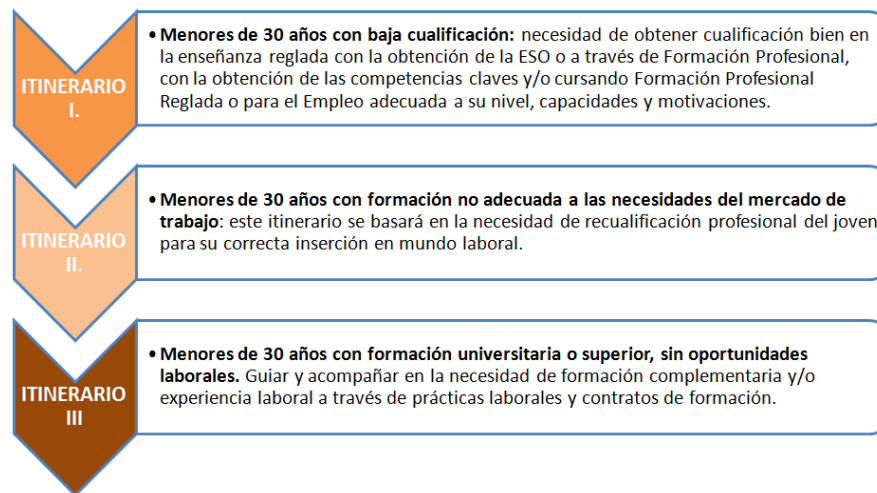 ITINERARIO
I.
• Menores de 30 años con baja cualificación: necesidad de obtener cualificación bien en
la enseñanza reglada con la obtención de la ESO o a través de Formación Profesional,
con la obtención de las competencias claves y/o cursando Formación Profesional
Reglada o para el Empleo adecuada a su nivel, capacidades y motivaciones.
ITINERARIO
II.
• Menores de 30 años con formación no adecuada a las necesidades del mercado de
trabajo: este itinerario se basará en la necesidad de recualificación profesional del joven
para su correcta inserción en mundo laboral.
ITINERARIO
III
• Menores de 30 años con formación universitaria o superior, sin oportunidades
laborales. Guiar y acompañar en la necesidad de formación complementaria y/o
experiencia laboral a través de prácticas laborales y contratos de formación.